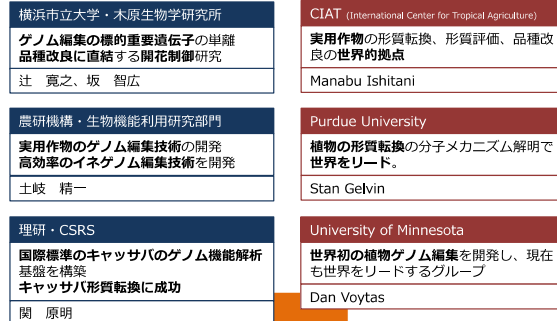 横浜市立大学・木原生物学研究所
ゲノム編集の標的重要遺伝子の単離
品種改良に直結する開花制御研究
辻 寛之、坂 智広
農研機構・生物機能利用研究部門
実用作物のゲノム編集技術の開発
高効率のイネゲノム編集技術を開発
土岐 精一
理研・CSRS
国際標準のキャッサバのゲノム機能解析
基盤を構築
キャッサバ形質転換に成功
関 原明
CIAT (International Center for Tropical Agriculture)
実用作物の形質転換、形質評価、品種改
良の世界的拠点
Manabu Ishitani
Purdue University
植物の形質転換の分子メカニズム解明で
世界をリード。
Stan Gelvin
University of Minnesota
世界初の植物ゲノム編集を開発し、現在
も世界をリードするグループ
Dan Voytas